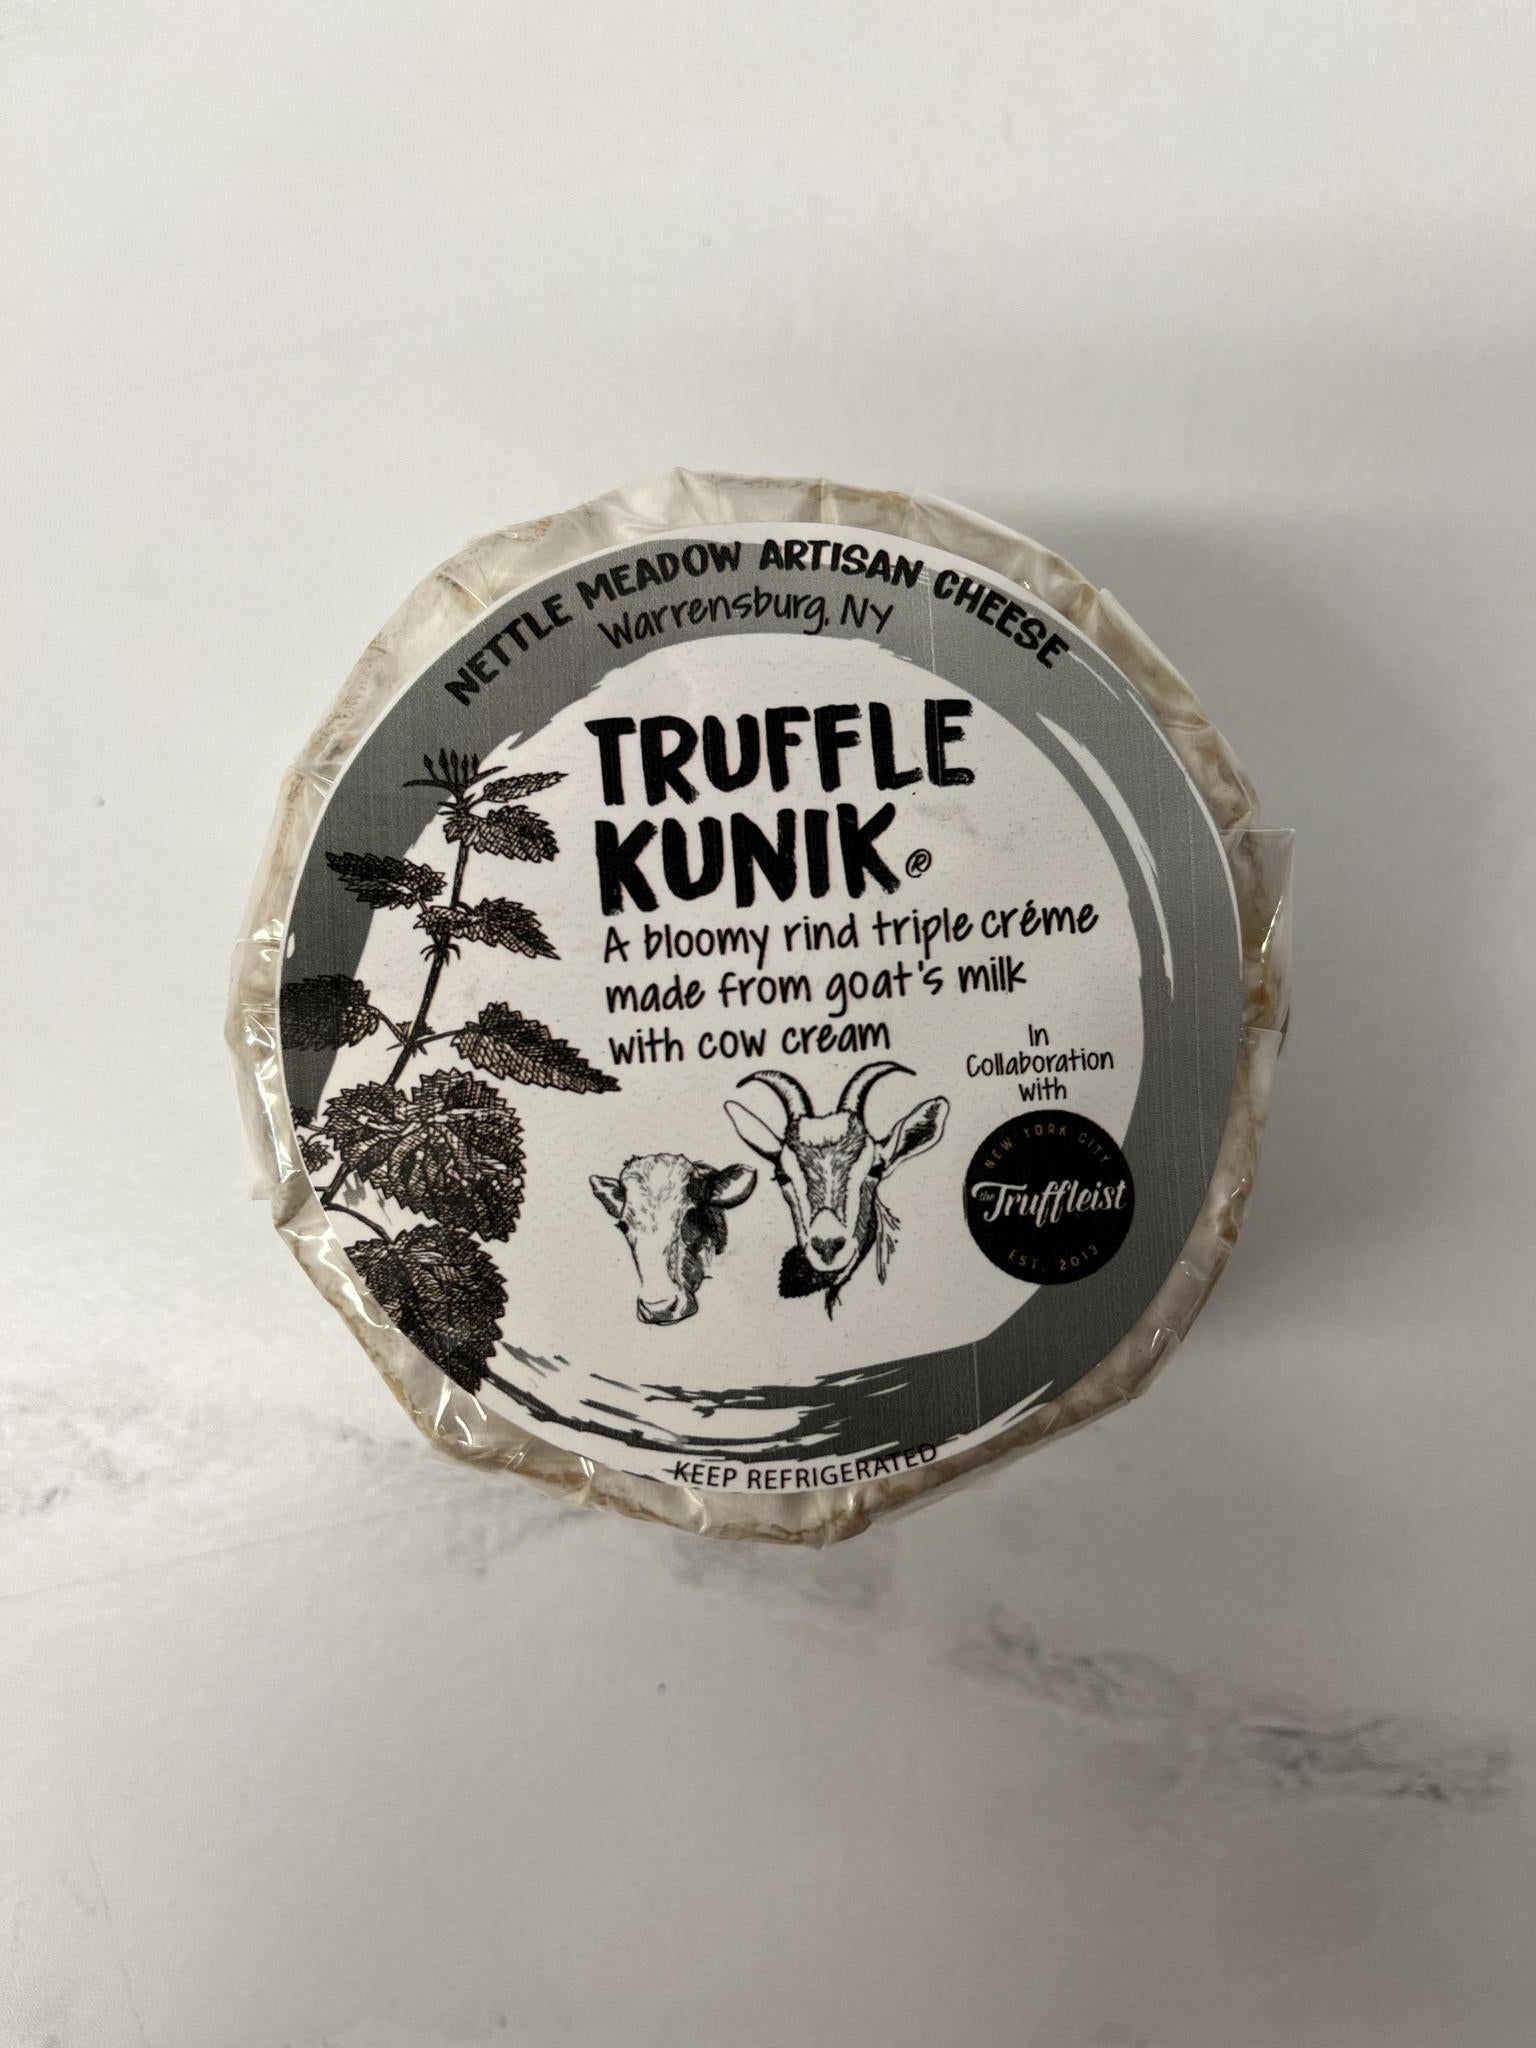 NETTLE MEADOW ARTISAN CHEESE
Warrensburg, NY
TRUFFLE
KUNIK®
A bloomy rind triple créme
made from goat's milk
with cow cream
In
Collaboration
with
NEW YORK CITY
the Truffleist
EST. 2013
KEEP REFRIGERATED